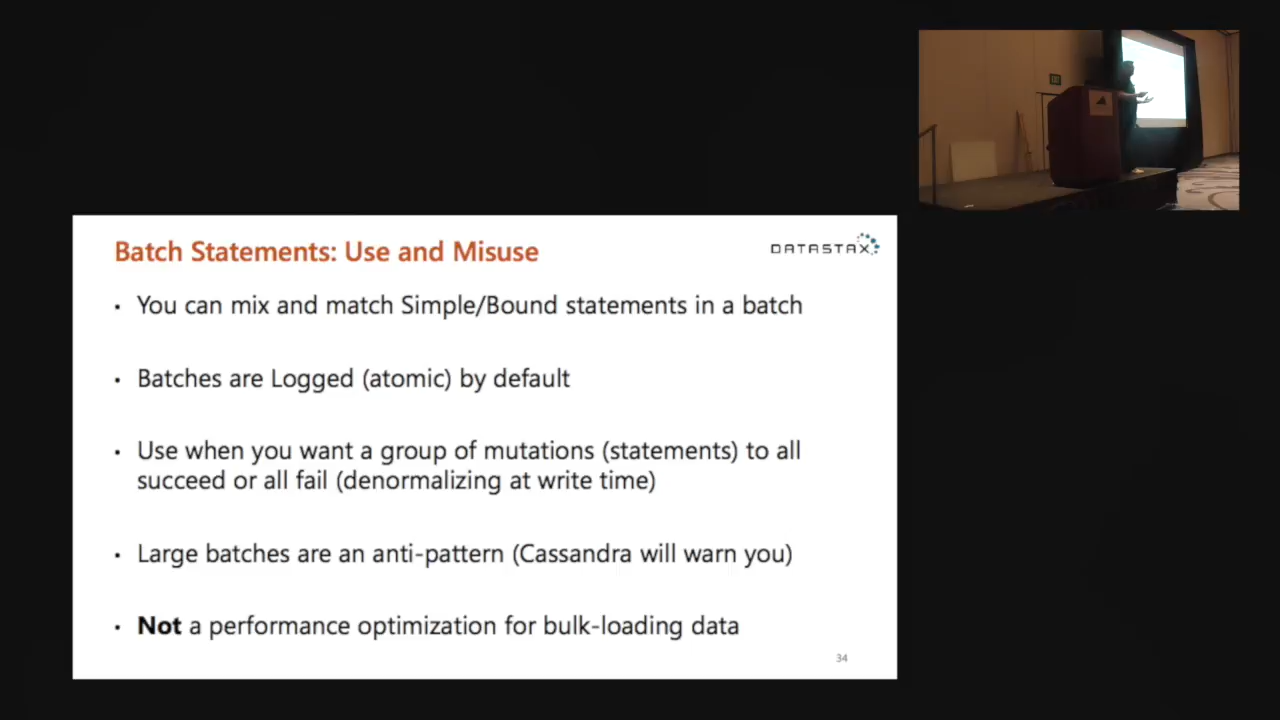 Batch Statements: Use and Misuse
DATASTAX
· You can mix and match Simple/Bound statements in a batch
· Batches are Logged (atomic) by default
· Use when you want a group of mutations (statements) to all
succeed or all fail (denormalizing at write time)
· Large batches are an anti-pattern (Cassandra will warn you)
· Not a performance optimization for bulk-loading data
34